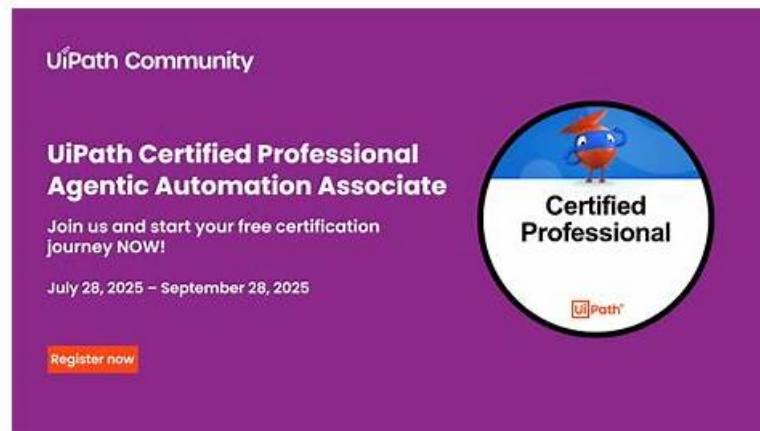 UiPath Community
UiPath Certified Professional
Agentic Automation Associate
Join us and start your free certification
journey NOW!
July 28, 2025 – September 28, 2025
Register now
Certified
Professional
UiPath